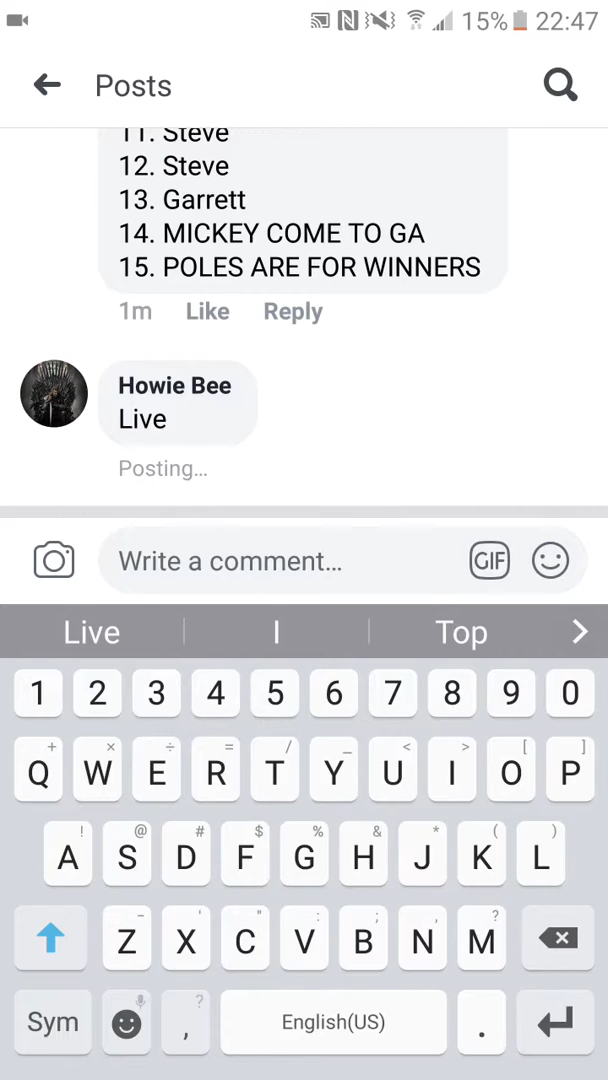 15% 22:47
Posts
11. Steve
12. Steve
13. Garrett
14. MICKEY COME TO GA
15. POLES ARE FOR WINNERS
1m Like Reply
Howie Bee
Live
Posting...
Write a comment... GIF
Live I Top
1 2 3 4 5 6 7 8 9 0
+ × ÷ = / _ < > [ ]
Q W E R T Y U I O P
! @ # $ % & * ( )
A S D F G H J K L
- ' " : ; , ?
Z X C V B N M
?
Sym , English(US) .